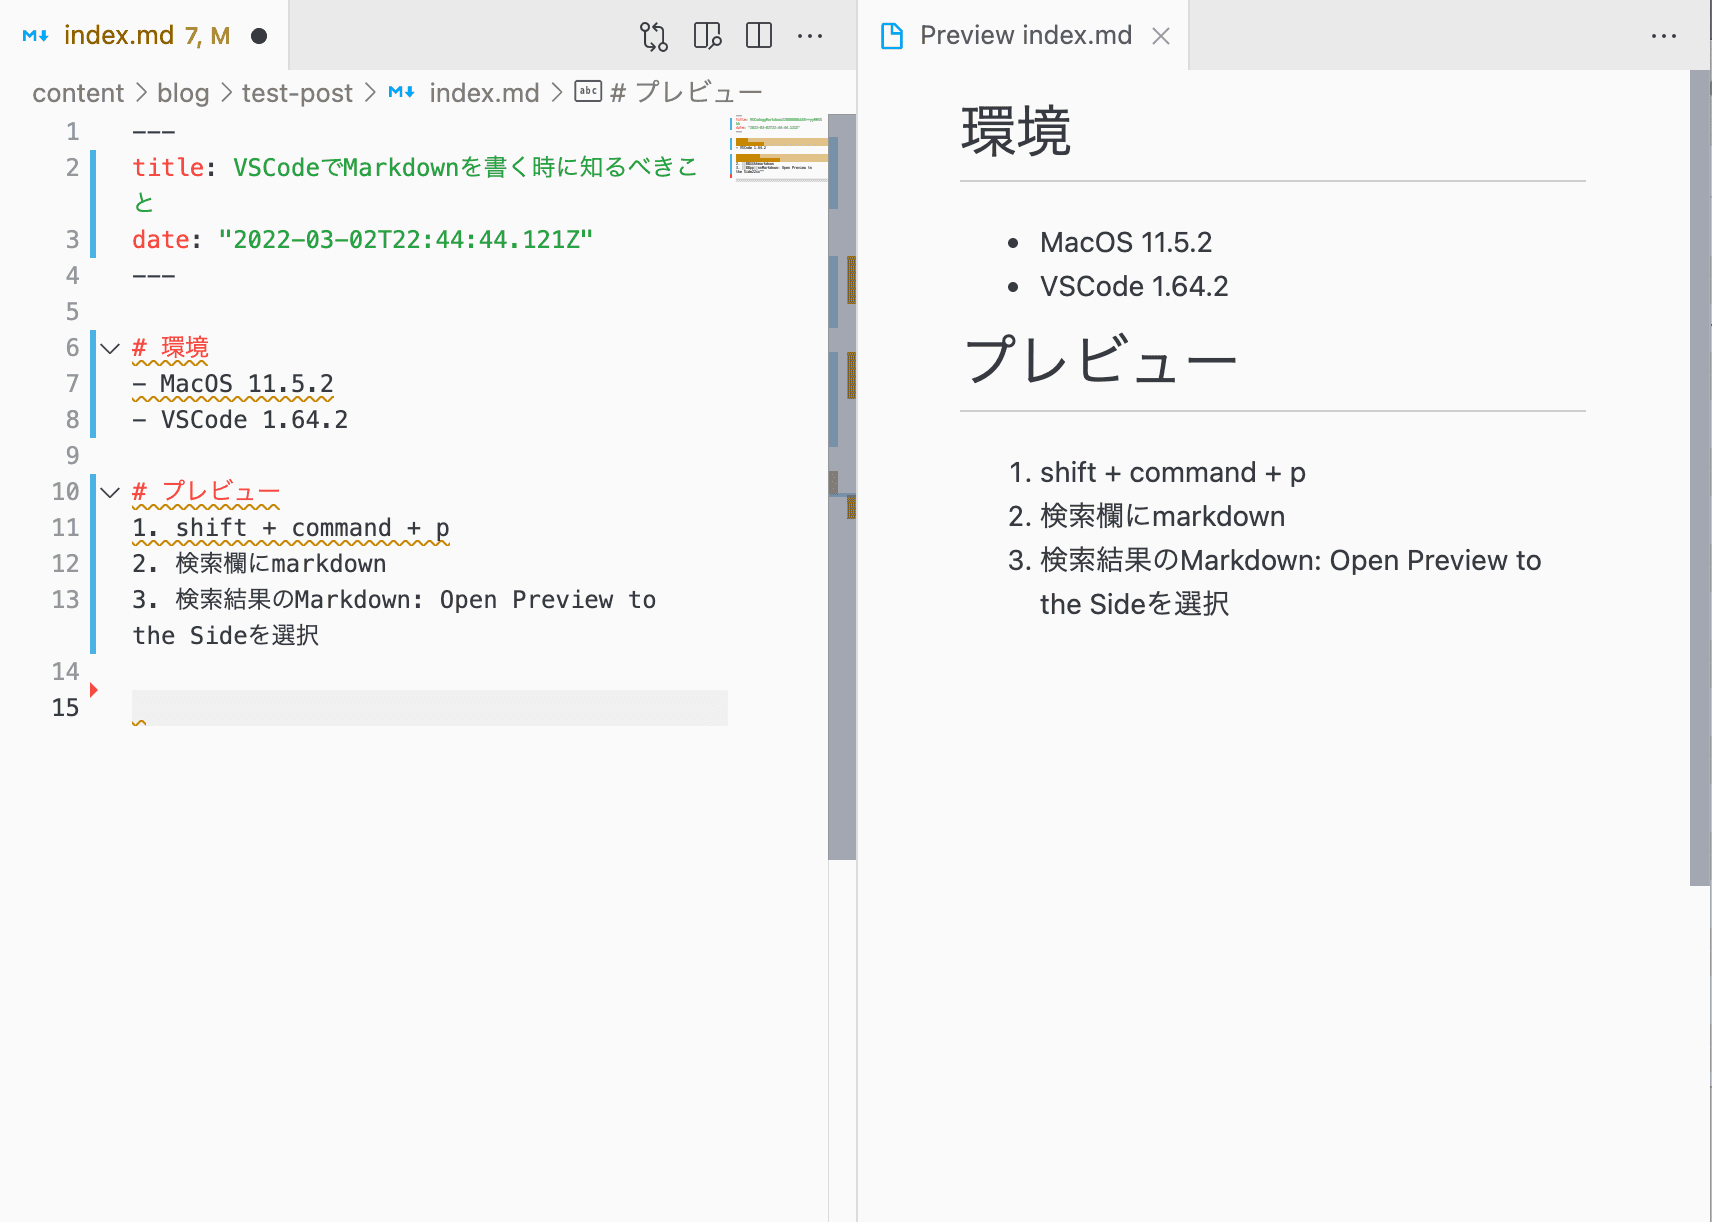 index.md 7, M
content > blog > test-post > index.md > abc # プレビュー
1 ---
2 title: VSCodeでMarkdownを書く時に知るべきこ
と
3 date: "2022-03-02T22:44:44.121Z"
4 ---
5
6 # 環境
7 - MacOS 11.5.2
8 - VSCode 1.64.2
9
10 # プレビュー
11 1. shift + command + p
12 2. 検索欄にmarkdown
13 3. 検索結果のMarkdown: Open Preview to
the Sideを選択
14
15
Preview index.md
環境
• MacOS 11.5.2
• VSCode 1.64.2
プレビュー
1. shift + command + p
2. 検索欄にmarkdown
3. 検索結果のMarkdown: Open Preview to
the Sideを選択